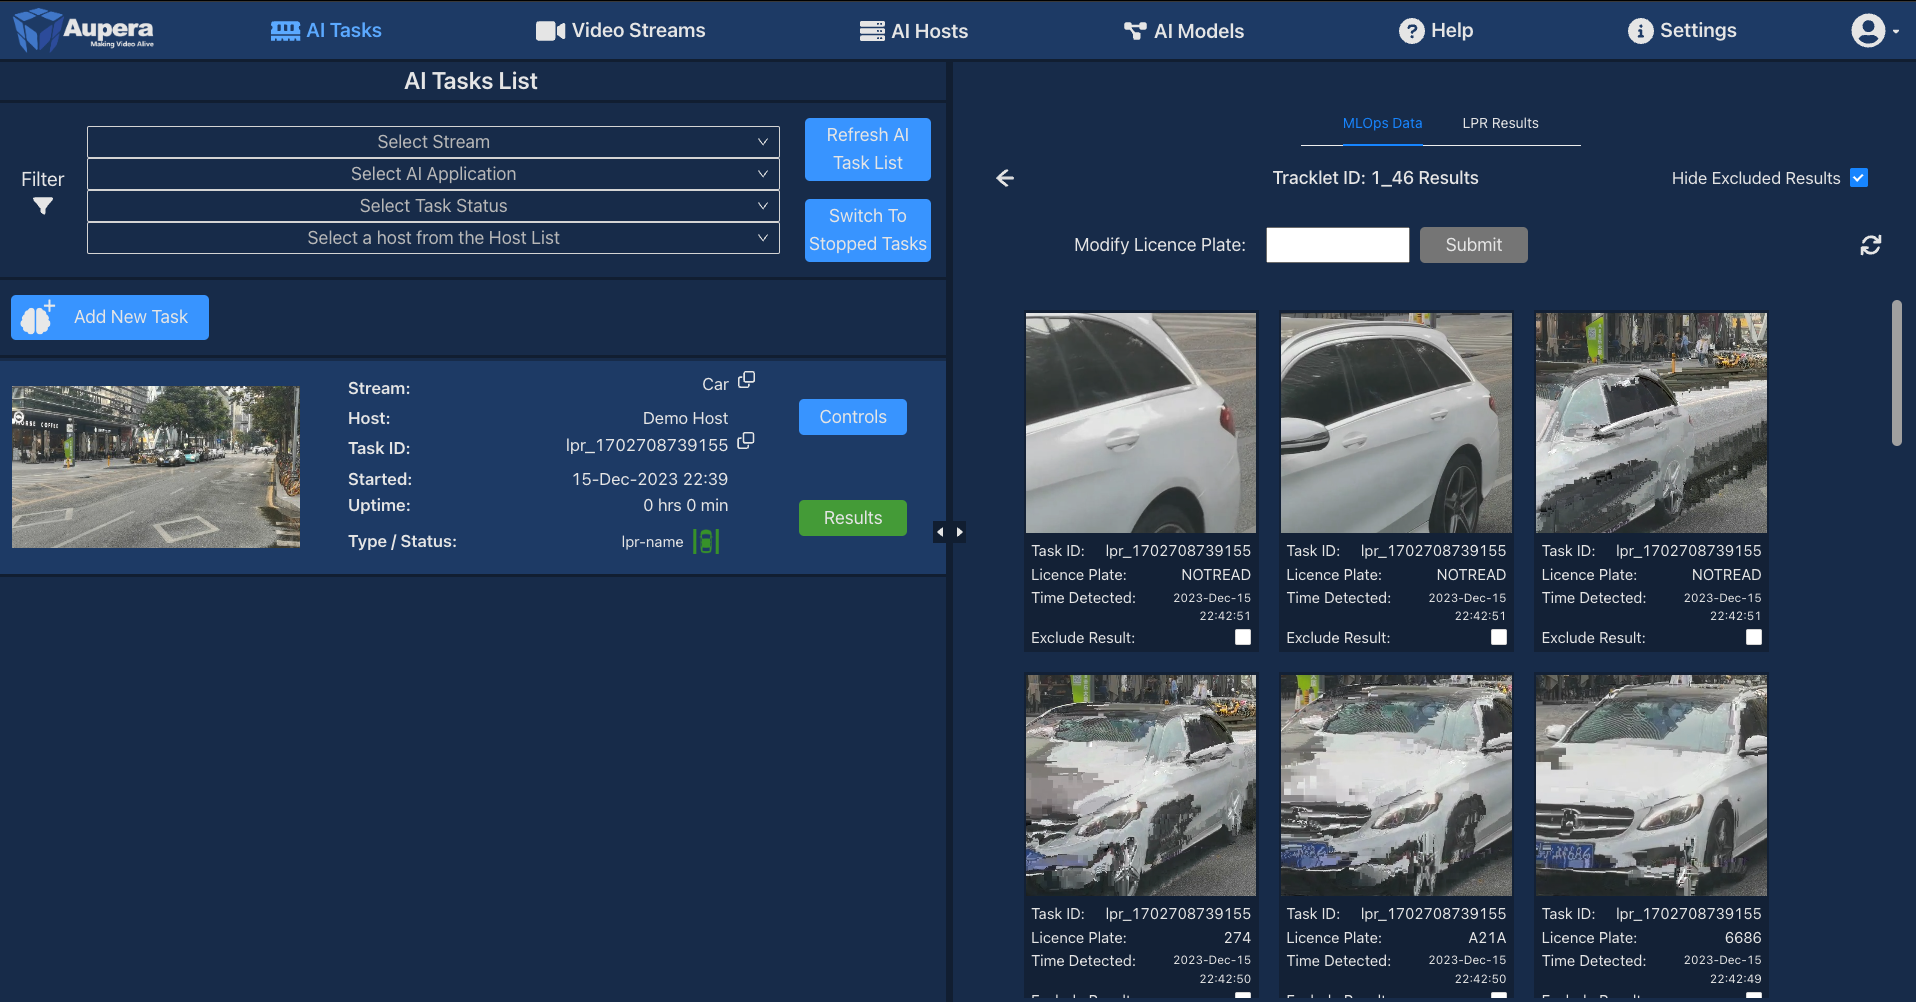 Aupera
Making Video Alive
AI Tasks
Video Streams
AI Hosts
AI Models
Help
Settings
AI Tasks List
Filter
Select Stream
Select AI Application
Select Task Status
Select a host from the Host List
Refresh AI
Task List
Switch To
Stopped Tasks
Add New Task
Stream: Car
Host: Demo Host
Task ID: lpr_1702708739155
Started: 15-Dec-2023 22:39
Uptime: 0 hrs 0 min
Type / Status: lpr-name
Controls
Results
MLOps Data
LPR Results
Tracklet ID: 1_46 Results
Hide Excluded Results
Modify Licence Plate:
Submit
Task ID: lpr_1702708739155
Licence Plate: NOTREAD
Time Detected: 2023-Dec-15
22:42:51
Exclude Result:
Task ID: lpr_1702708739155
Licence Plate: NOTREAD
Time Detected: 2023-Dec-15
22:42:51
Exclude Result:
Task ID: lpr_1702708739155
Licence Plate: NOTREAD
Time Detected: 2023-Dec-15
22:42:51
Exclude Result:
Task ID: lpr_1702708739155
Licence Plate: 274
Time Detected: 2023-Dec-15
22:42:50
Task ID: lpr_1702708739155
Licence Plate: A21A
Time Detected: 2023-Dec-15
22:42:50
Task ID: lpr_1702708739155
Licence Plate: 6686
Time Detected: 2023-Dec-15
22:42:49